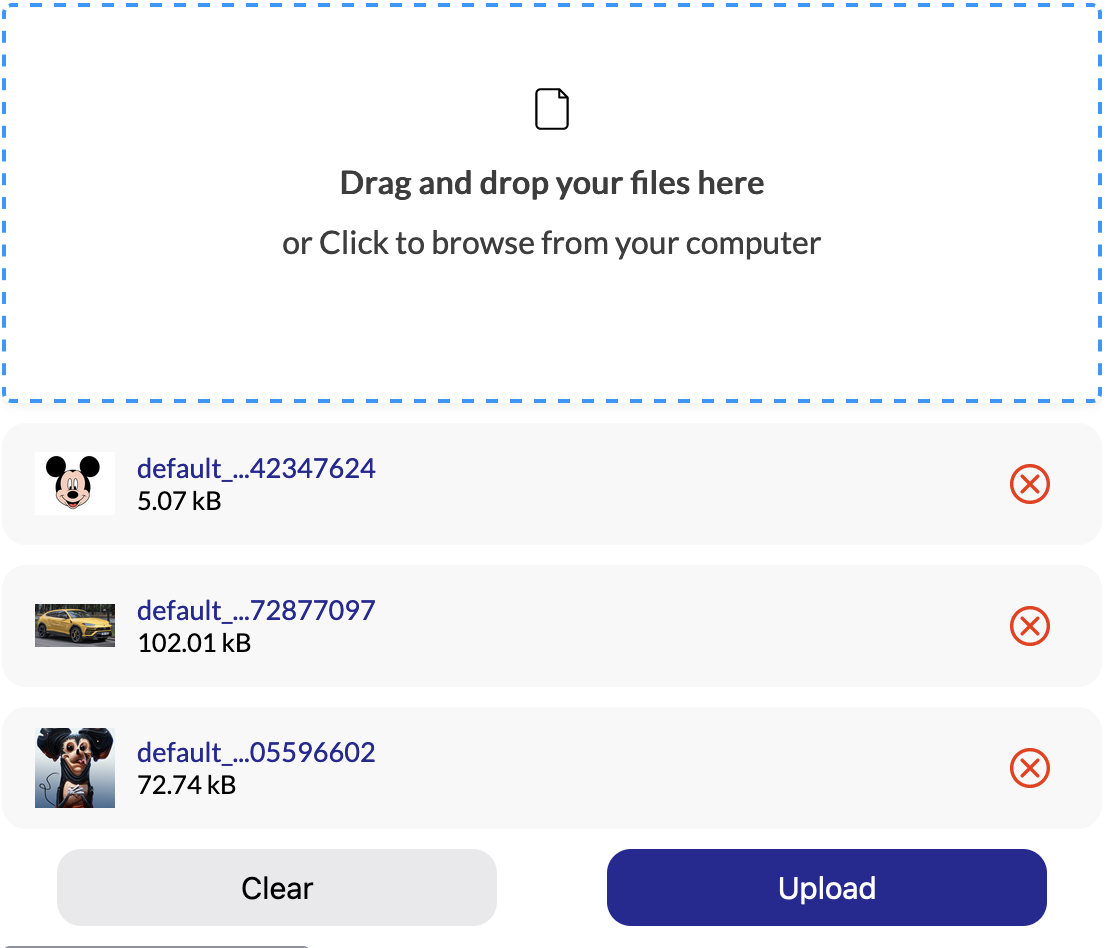 Drag and drop your files here
or Click to browse from your computer
default_...42347624
5.07 kB
default_...72877097
102.01 kB
default_...05596602
72.74 kB
Clear
Upload